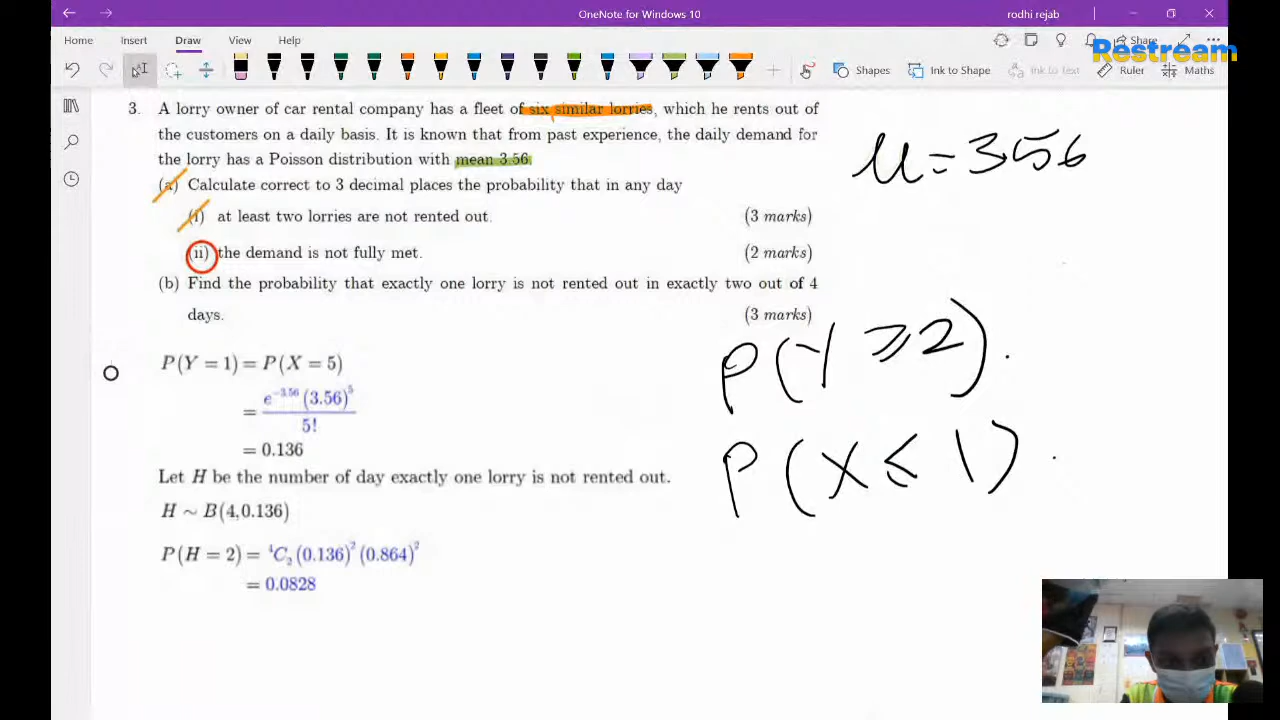 OneNote for Windows 10
rodhi rejab
Home Insert Draw View Help
Share
Restream
Shapes Ink to Shape Ink to Text Ruler Maths
3. A lorry owner of car rental company has a fleet of six similar lorries, which he rents out of
the customers on a daily basis. It is known that from past experience, the daily demand for
the lorry has a Poisson distribution with mean 3.56.
(a) Calculate correct to 3 decimal places the probability that in any day
(i) at least two lorries are not rented out. (3 marks)
(ii) the demand is not fully met. (2 marks)
(b) Find the probability that exactly one lorry is not rented out in exactly two out of 4
days. (3 marks)
μ = 3.56
P(Y ≥ 2).
P(X ≤ 1).
P(Y = 1) = P(X = 5)
= e^{-3.56} (3.56)^5 / 5!
= 0.136
Let H be the number of day exactly one lorry is not rented out.
H ~ B(4,0.136)
P(H = 2) = ⁴C₂ (0.136)² (0.864)²
= 0.0828